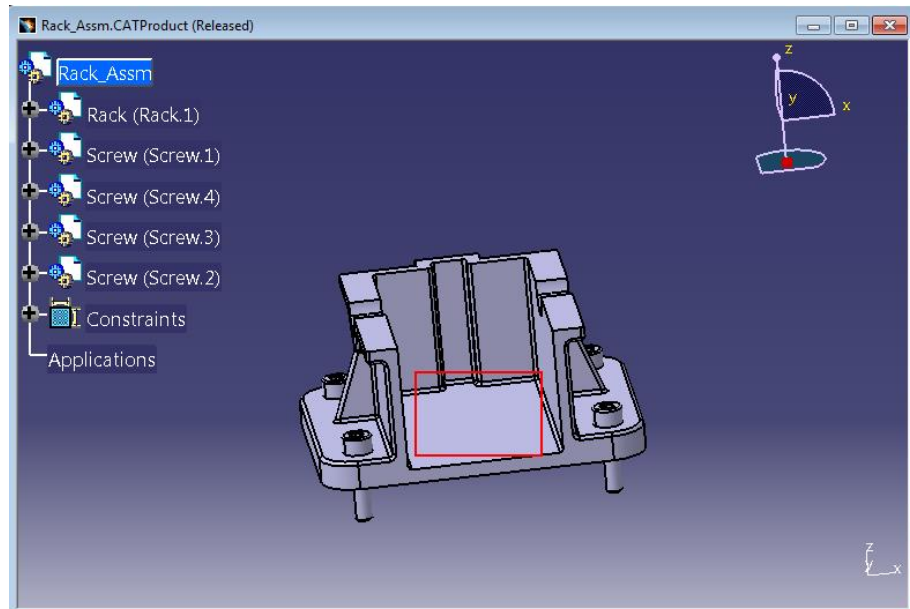 Rack_Assm.CATProduct (Released)
Rack_Assm
Rack (Rack.1)
Screw (Screw.1)
Screw (Screw.4)
Screw (Screw.3)
Screw (Screw.2)
Constraints
Applications
z
y
x
z
y
x